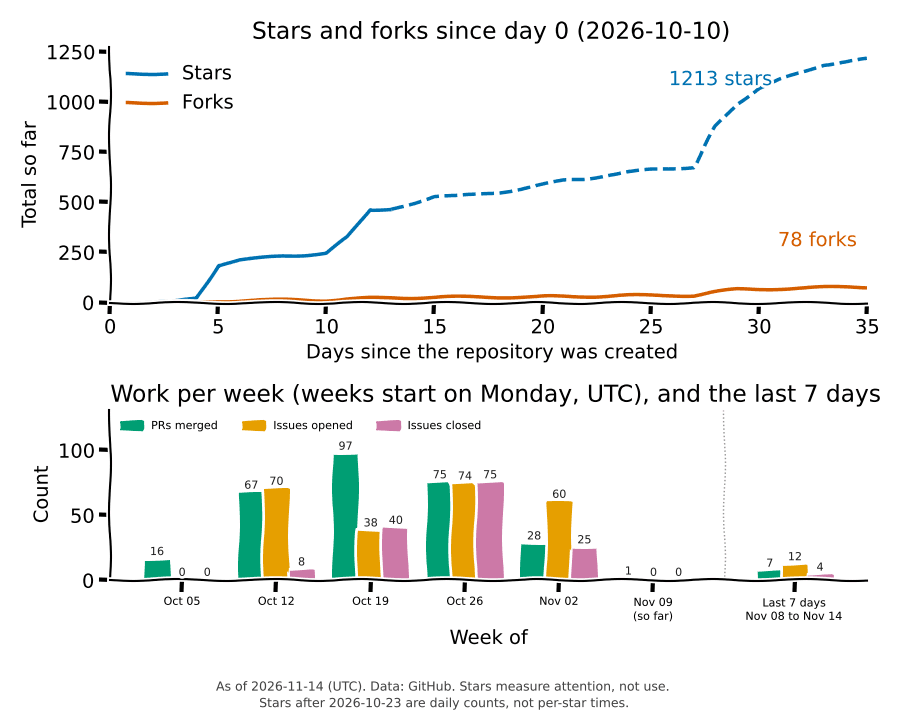 Stars and forks since day 0 (2026-10-10)
1250
1000
750
500
250
0
Total so far
Stars
Forks
1213 stars
78 forks
0 5 10 15 20 25 30 35
Days since the repository was created
Work per week (weeks start on Monday, UTC), and the last 7 days
PRs merged Issues opened Issues closed
100
50
0
Count
16 0 0 67 70 8 97 38 40 75 74 75 28 60 25 1 0 0 7 12 4
Oct 05 Oct 12 Oct 19 Oct 26 Nov 02 Nov 09 Last 7 days
(so far) Nov 08 to Nov 14
Week of
As of 2026-11-14 (UTC). Data: GitHub. Stars measure attention, not use.
Stars after 2026-10-23 are daily counts, not per-star times.